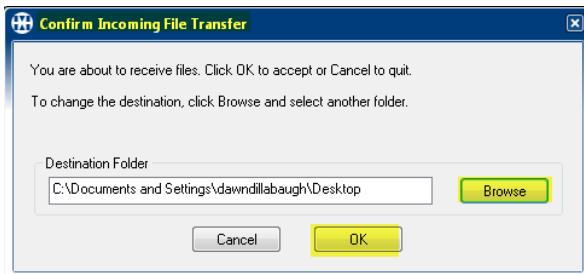 Confirm Incoming File Transfer
You are about to receive files. Click OK to accept or Cancel to quit.
To change the destination, click Browse and select another folder.
Destination Folder
C:\Documents and Settings\dawndillabaugh\Desktop
Browse
Cancel
OK